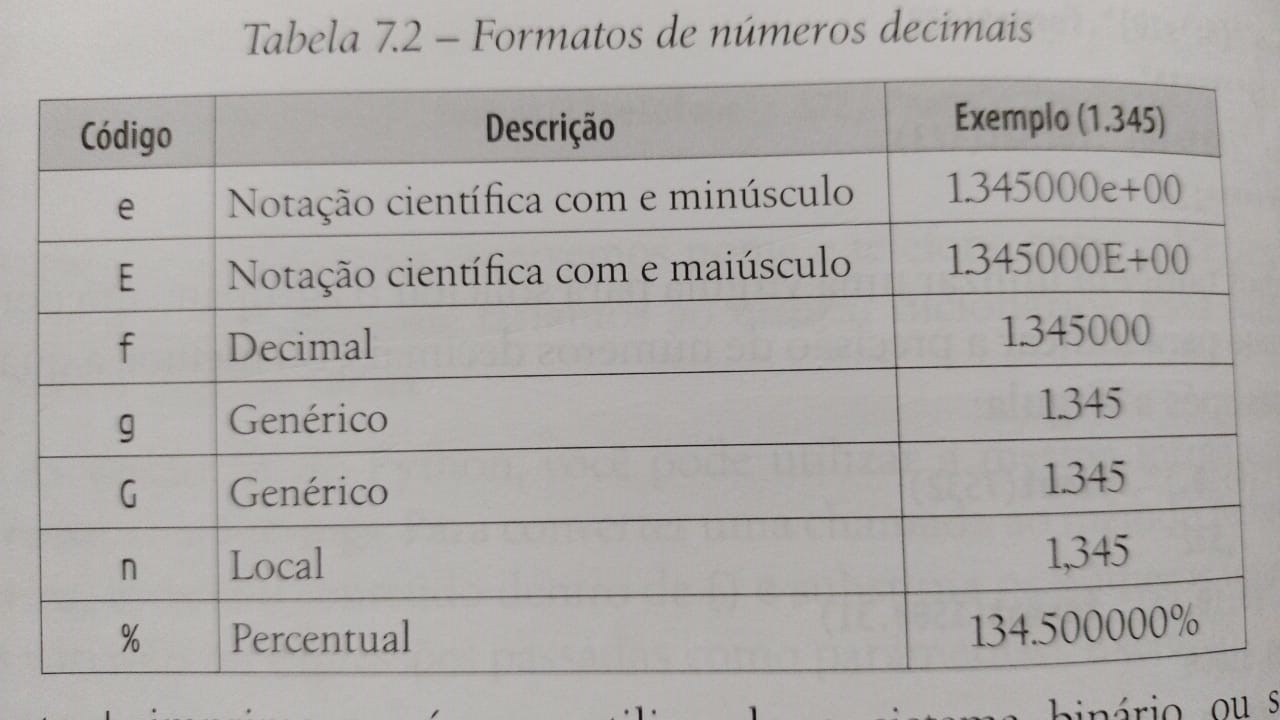 Tabela 7.2 – Formatos de números decimais
Código Descrição Exemplo (1.345)
e Notação científica com e minúsculo 1.345000e+00
E Notação científica com e maiúsculo 1.345000E+00
f Decimal 1.345000
g Genérico 1.345
G Genérico 1.345
n Local 1,345
% Percentual 134.500000%
binário ou